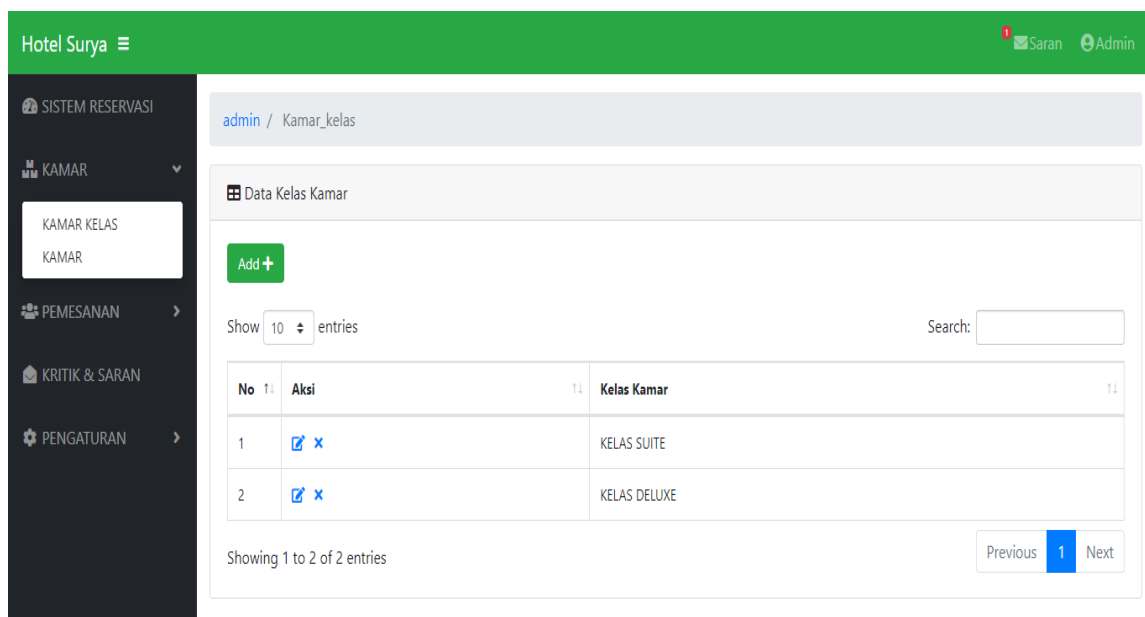 Hotel Surya
1 Saran Admin
SISTEM RESERVASI
KAMAR
KAMAR KELAS
KAMAR
PEMESANAN
KRITIK & SARAN
PENGATURAN
admin / Kamar_kelas
Data Kelas Kamar
Add +
Show 10 entries
Search:
No Aksi Kelas Kamar
1 KELAS SUITE
2 KELAS DELUXE
Showing 1 to 2 of 2 entries
Previous 1 Next